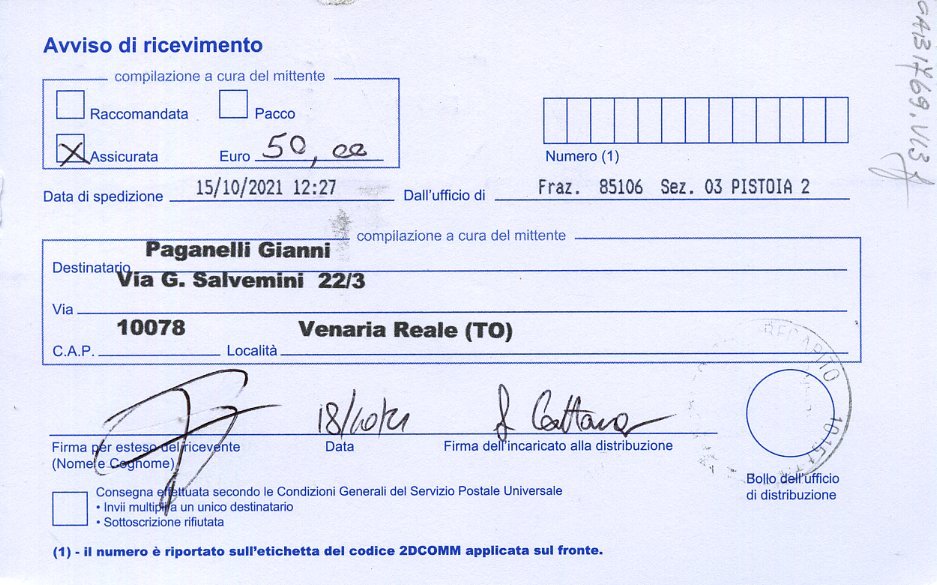 Avviso di ricevimento
compilazione a cura del mittente
Raccomandata
Pacco
X Assicurata
Euro 50,00
Numero (1)
Data di spedizione 15/10/2021 12:27
Dall'ufficio di Fraz. 85106 Sez. 03 PISTOIA 2
compilazione a cura del mittente
Destinatario Paganelli Gianni
Via G. Salvemini 22/3
Via
10078 Venaria Reale (TO)
C.A.P. Località
RECAPITO
18/10/21
Firma per esteso del ricevente
(Nome e Cognome)
Data
Firma dell'incaricato alla distribuzione
Bollo dell'ufficio
di distribuzione
Consegna effettuata secondo le Condizioni Generali del Servizio Postale Universale
• Invii multipli a un unico destinatario
• Sottoscrizione rifiutata
(1) - il numero è riportato sull'etichetta del codice 2DCOMM applicata sul fronte.